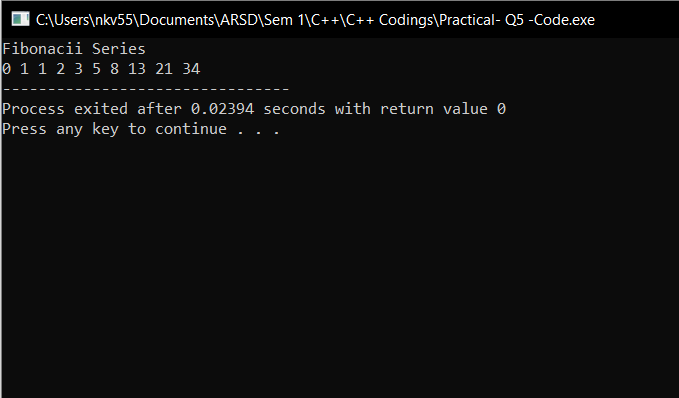 C:\Users\nkv55\Documents\ARSD\Sem 1\C++\C++ Codings\Practical- Q5 -Code.exe
Fibonacii Series
0 1 1 2 3 5 8 13 21 34
--------------------------------
Process exited after 0.02394 seconds with return value 0
Press any key to continue . . .